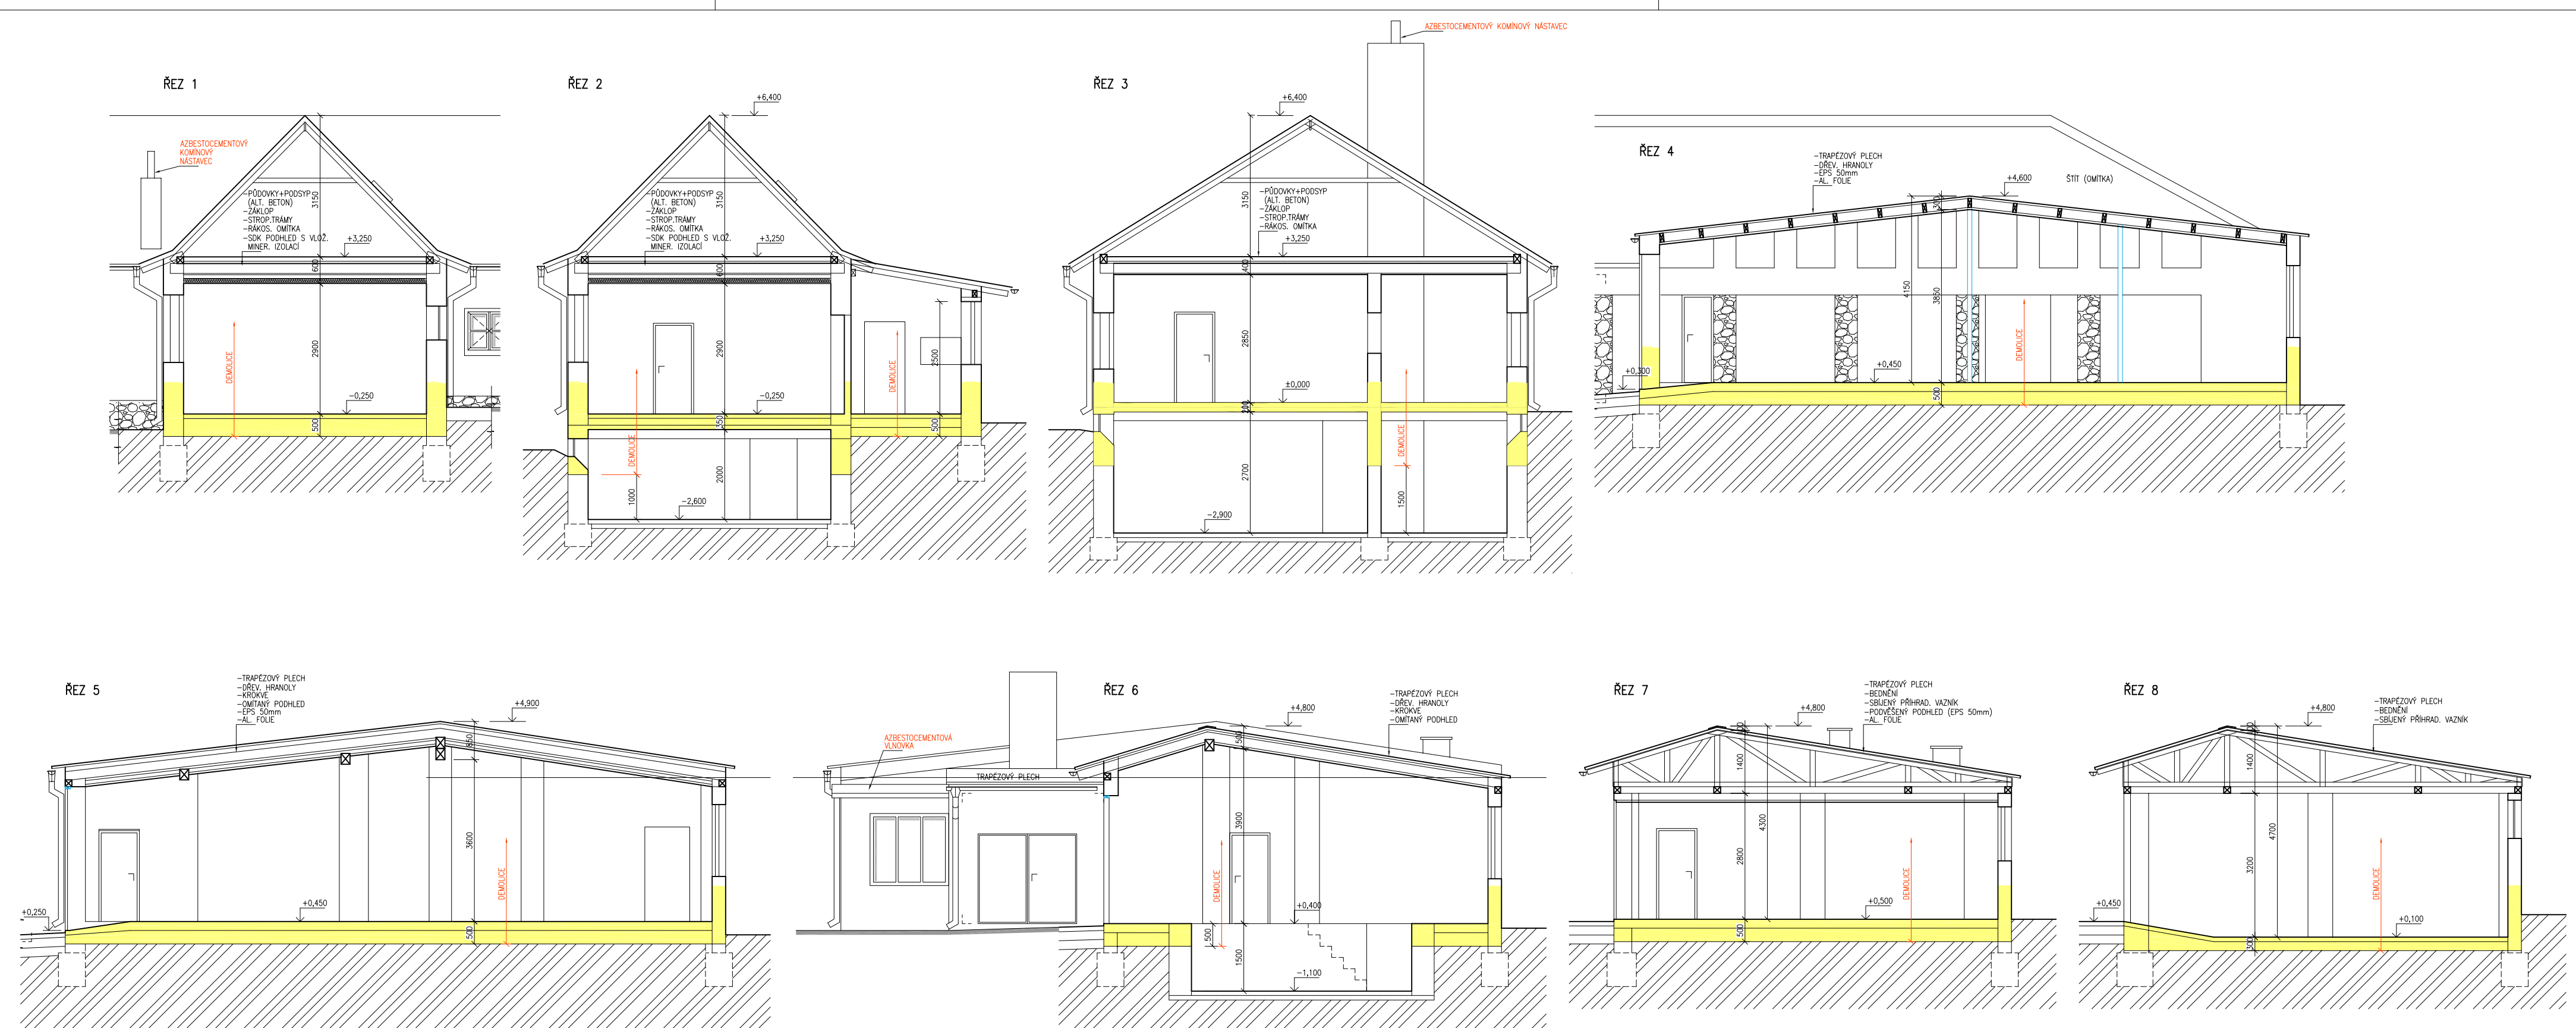 ŘEZ 1
AZBESTOCEMENTOVÝ
KOMÍNOVÝ
NÁSTAVEC
-PŮDOVKY+PODSYP
(ALT. BETON)
-ZÁKLOP
-STROP.TRÁMY
-RÁKOS. OMÍTKA
-SDK PODHLED S VLOŽ.
MINER. IZOLACÍ
3150
+3,250
600
2900
DEMOLICE
-0,250
500
ŘEZ 2
+6,400
-PŮDOVKY+PODSYP
(ALT. BETON)
-ZÁKLOP
-STROP.TRÁMY
-RÁKOS. OMÍTKA
-SDK PODHLED S VLOŽ.
MINER. IZOLACÍ
3150
+3,250
600
2900
2500
DEMOLICE
-0,250
350
500
DEMOLICE
2000
1000
-2,600
ŘEZ 3
AZBESTOCEMENTOVÝ KOMÍNOVÝ NÁSTAVEC
+6,400
3150
-PŮDOVKY+PODSYP
(ALT. BETON)
-ZÁKLOP
-STROP.TRÁMY
-RÁKOS. OMÍTKA
+3,250
400
2850
±0,000
DEMOLICE
2700
1500
-2,900
ŘEZ 4
-TRAPÉZOVÝ PLECH
-DŘEV. HRANOLY
-EPS 50mm
-AL. FOLIE
+4,600
ŠTÍT (OMÍTKA)
300
4150
3850
DEMOLICE
+0,300
+0,450
500
ŘEZ 5
-TRAPÉZOVÝ PLECH
-DŘEV. HRANOLY
-KROKVE
-OMÍTANÝ PODHLED
-EPS 50mm
-AL. FOLIE
+4,900
850
3600
DEMOLICE
+0,250
+0,450
500
ŘEZ 6
AZBESTOCEMENTOVÁ
VLNOVKA
TRAPÉZOVÝ PLECH
+4,800
-TRAPÉZOVÝ PLECH
-DŘEV. HRANOLY
-KROKVE
-OMÍTANÝ PODHLED
500
3900
DEMOLICE
+0,400
500
1500
-1,100
ŘEZ 7
-TRAPÉZOVÝ PLECH
-BEDNĚNÍ
-SBÍJENÝ PŘÍHRAD. VAZNÍK
-PODVĚŠENÝ PODHLED (EPS 50mm)
-AL. FOLIE
+4,800
1400
4300
2800
DEMOLICE
+0,500
500
ŘEZ 8
-TRAPÉZOVÝ PLECH
-BEDNĚNÍ
-SBÍJENÝ PŘÍHRAD. VAZNÍK
+4,800
1400
4700
3200
DEMOLICE
+0,450
+0,100
300